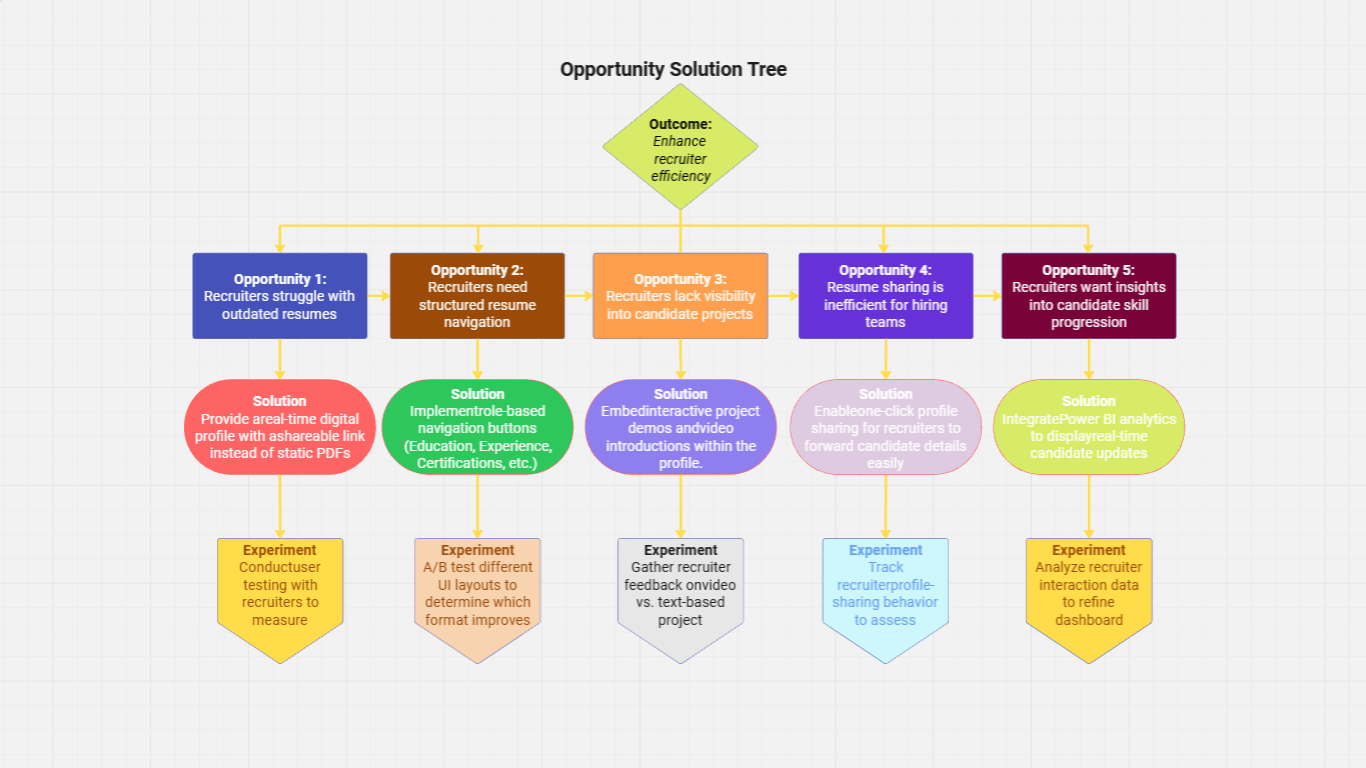 Opportunity Solution Tree
Outcome:
Enhance
recruiter
efficiency
Opportunity 1:
Recruiters struggle with
outdated resumes
Opportunity 2:
Recruiters need
structured resume
navigation
Opportunity 3:
Recruiters lack visibility
into candidate projects
Opportunity 4:
Resume sharing is
inefficient for hiring
teams
Opportunity 5:
Recruiters want insights
into candidate skill
progression
Solution
Provide areal-time digital
profile with ashareable link
instead of static PDFs
Solution
Implementrole-based
navigation buttons
(Education, Experience,
Certifications, etc.)
Solution
Embedinteractive project
demos andvideo
introductions within the
profile.
Solution
Enableone-click profile
sharing for recruiters to
forward candidate details
easily
Solution
IntegratePower BI analytics
to displayreal-time
candidate updates
Experiment
Conductuser
testing with
recruiters to
measure
Experiment
A/B test different
UI layouts to
determine which
format improves
Experiment
Gather recruiter
feedback onvideo
vs. text-based
project
Experiment
Track
recruiterprofile-
sharing behavior
to assess
Experiment
Analyze recruiter
interaction data
to refine
dashboard